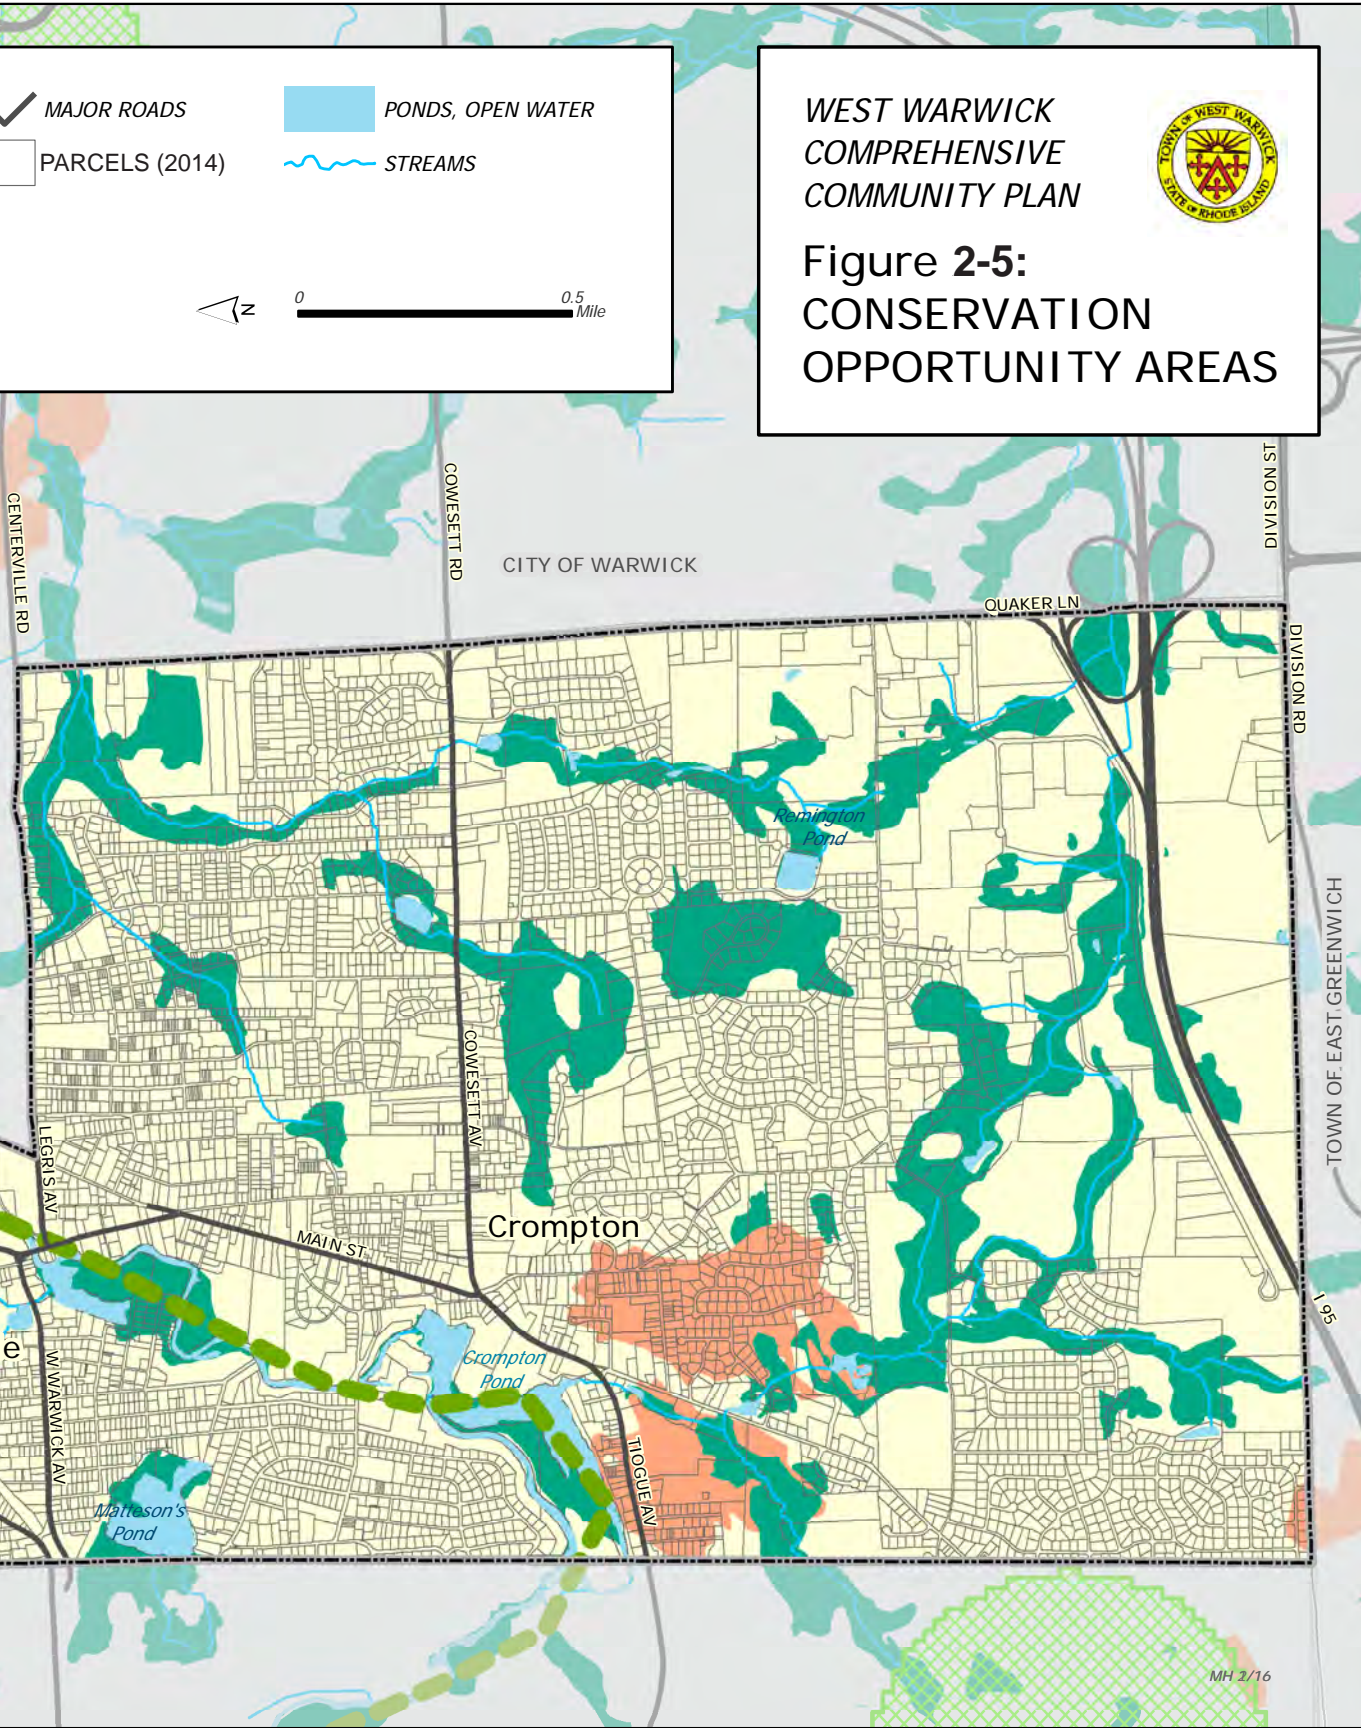 MAJOR ROADS
PARCELS (2014)
PONDS, OPEN WATER
STREAMS
N
0
0.5
Mile
WEST WARWICK
COMPREHENSIVE
COMMUNITY PLAN
TOWN OF WEST WARWICK
STATE OF RHODE ISLAND
Figure 2-5:
CONSERVATION
OPPORTUNITY AREAS
CENTERVILLE RD
COWESETT RD
DIVISION ST
CITY OF WARWICK
QUAKER LN
DIVISION RD
Remington
Pond
TOWN OF EAST GREENWICH
COWESETT AV
LEGRIS AV
MAIN ST
Crompton
I 95
e
W WARWICK AV
Crompton
Pond
TIOGUE AV
Matteson's
Pond
MH 2/16